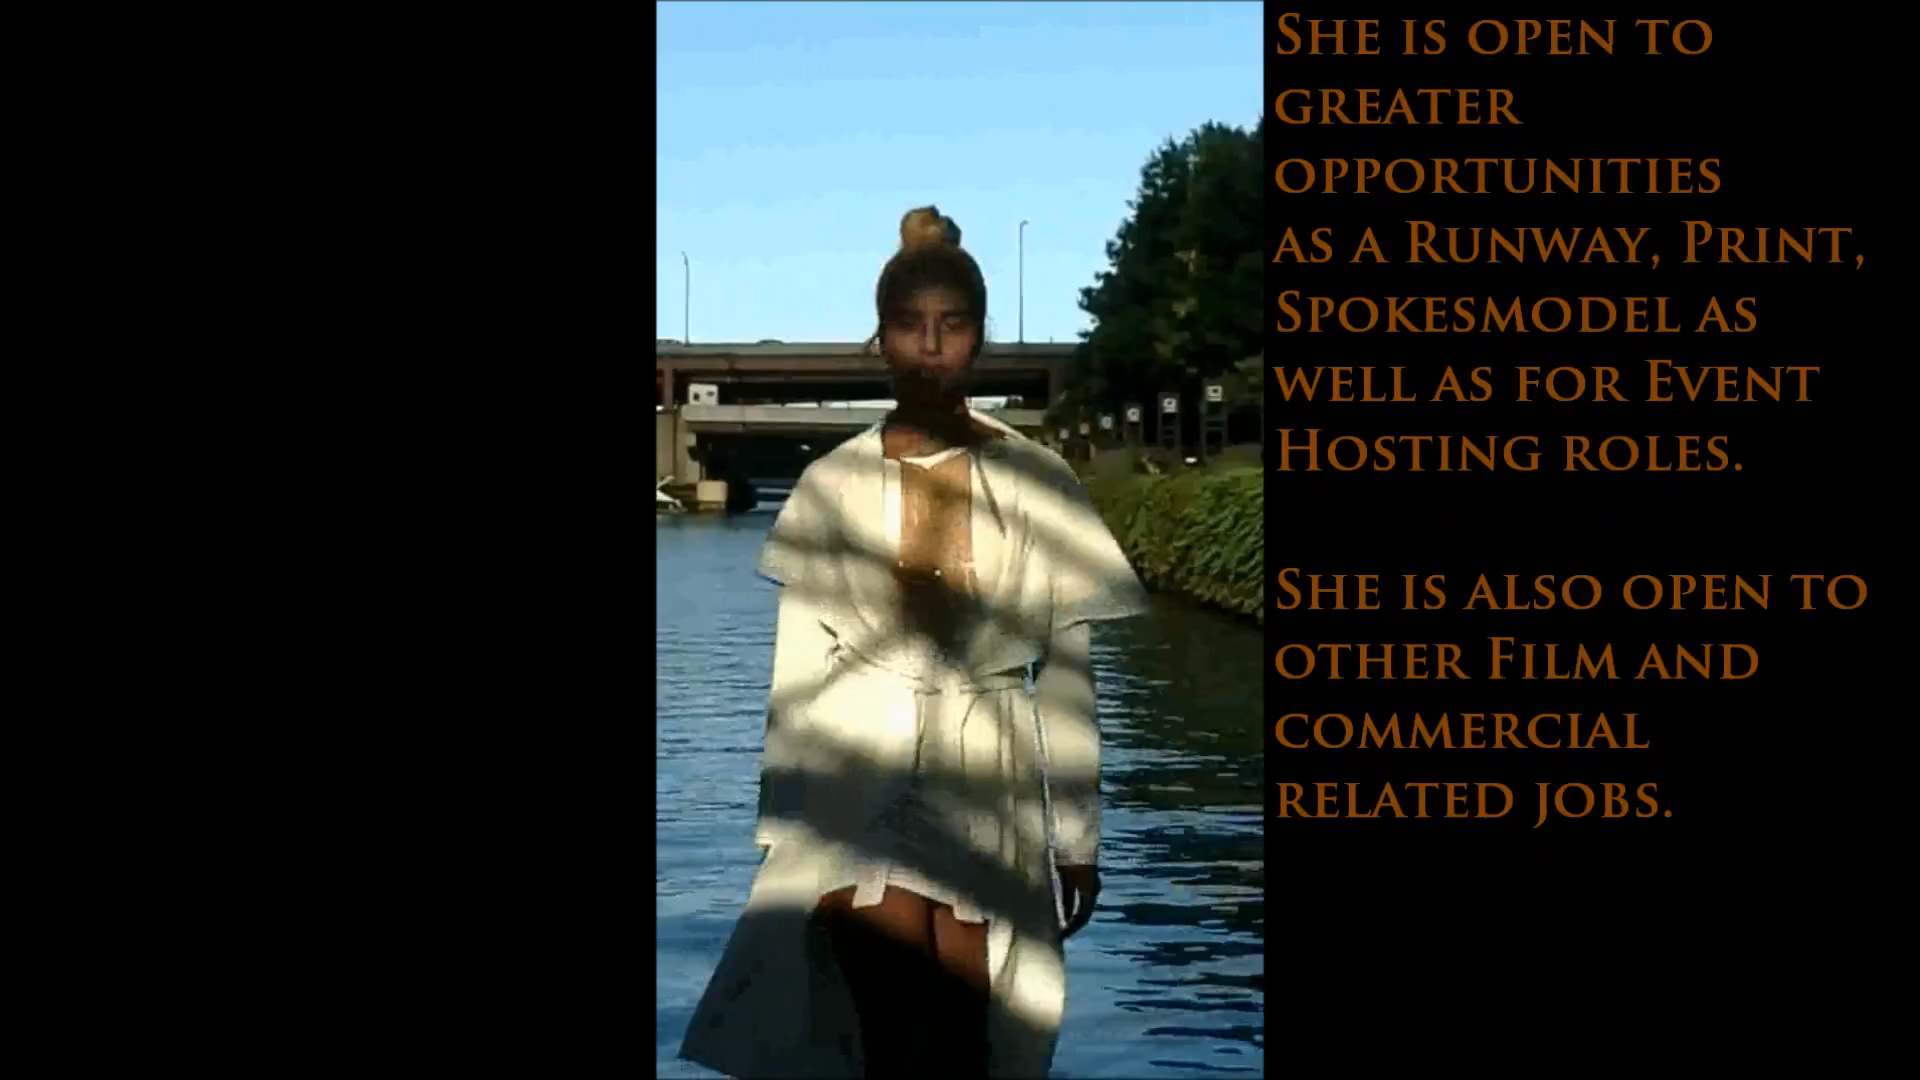 She is open to
greater
opportunities
as a Runway, Print,
Spokesmodel as
well as for Event
Hosting roles.
She is also open to
other Film and
commercial
related jobs.